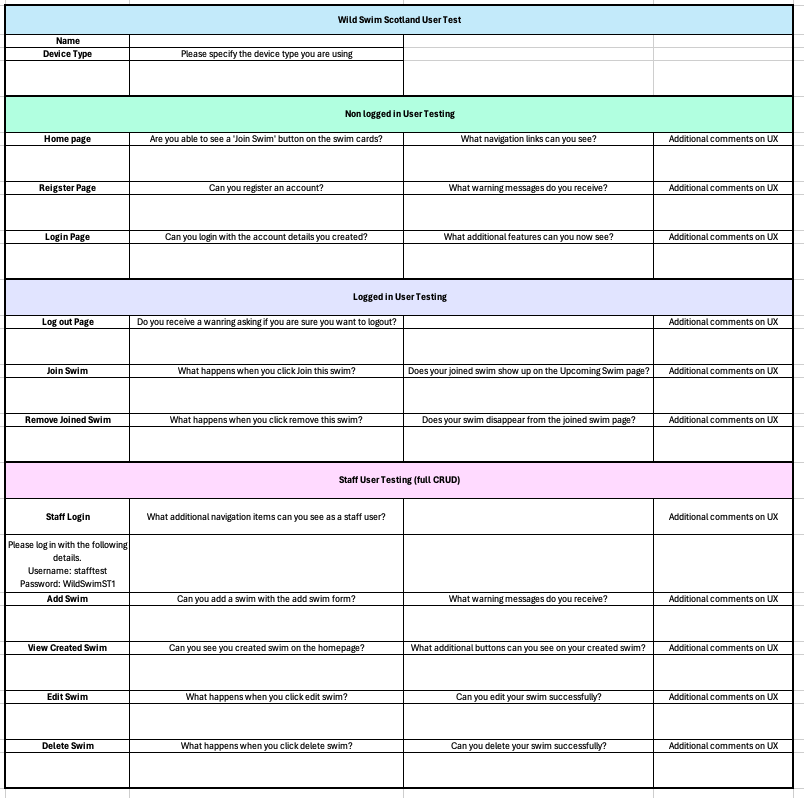 Wild Swim Scotland User Test
Name
Device Type Please specify the device type you are using
Non logged in User Testing
Home page Are you able to see a 'Join Swim' button on the swim cards? What navigation links can you see? Additional comments on UX
Reigster Page Can you register an account? What warning messages do you receive? Additional comments on UX
Login Page Can you login with the account details you created? What additional features can you now see? Additional comments on UX
Logged in User Testing
Log out Page Do you receive a wanring asking if you are sure you want to logout? Additional comments on UX
Join Swim What happens when you click Join this swim? Does your joined swim show up on the Upcoming Swim page? Additional comments on UX
Remove Joined Swim What happens when you click remove this swim? Does your swim disappear from the joined swim page? Additional comments on UX
Staff User Testing (full CRUD)
Staff Login What additional navigation items can you see as a staff user? Additional comments on UX
Please log in with the following
details.
Username: stafftest
Password: WildSwimST1
Add Swim Can you add a swim with the add swim form? What warning messages do you receive? Additional comments on UX
View Created Swim Can you see you created swim on the homepage? What additional buttons can you see on your created swim? Additional comments on UX
Edit Swim What happens when you click edit swim? Can you edit your swim successfully? Additional comments on UX
Delete Swim What happens when you click delete swim? Can you delete your swim successfully? Additional comments on UX